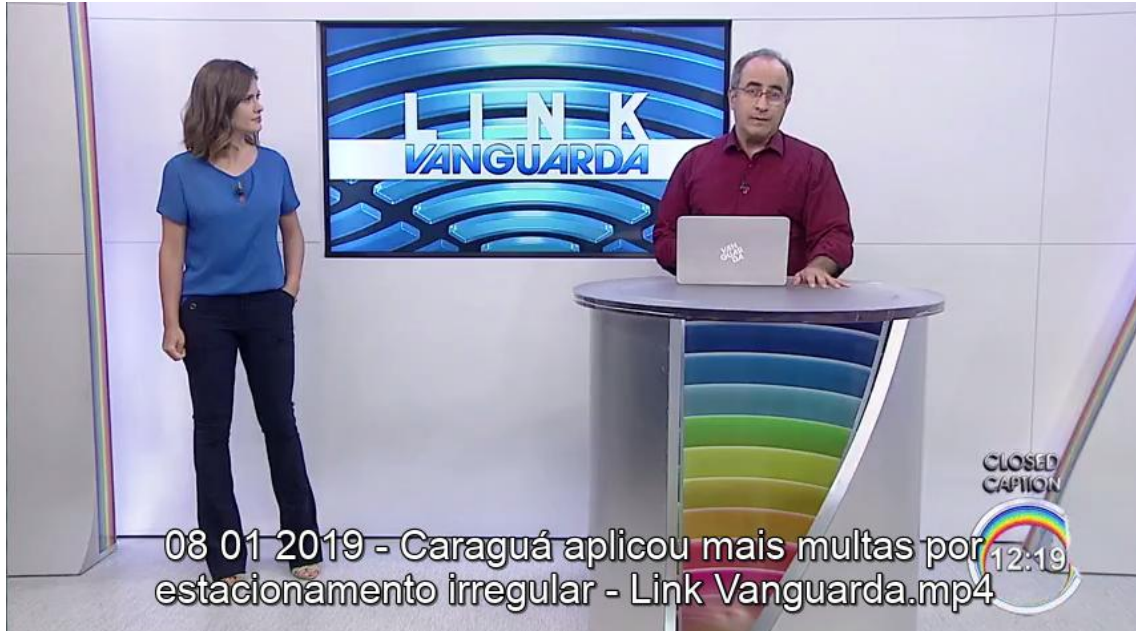 LINK
VANGUARDA
VAN
GUAR
DA
CLOSED
CAPTION
12:19
08 01 2019 - Caraguá aplicou mais multas por
estacionamento irregular - Link Vanguarda.mp4